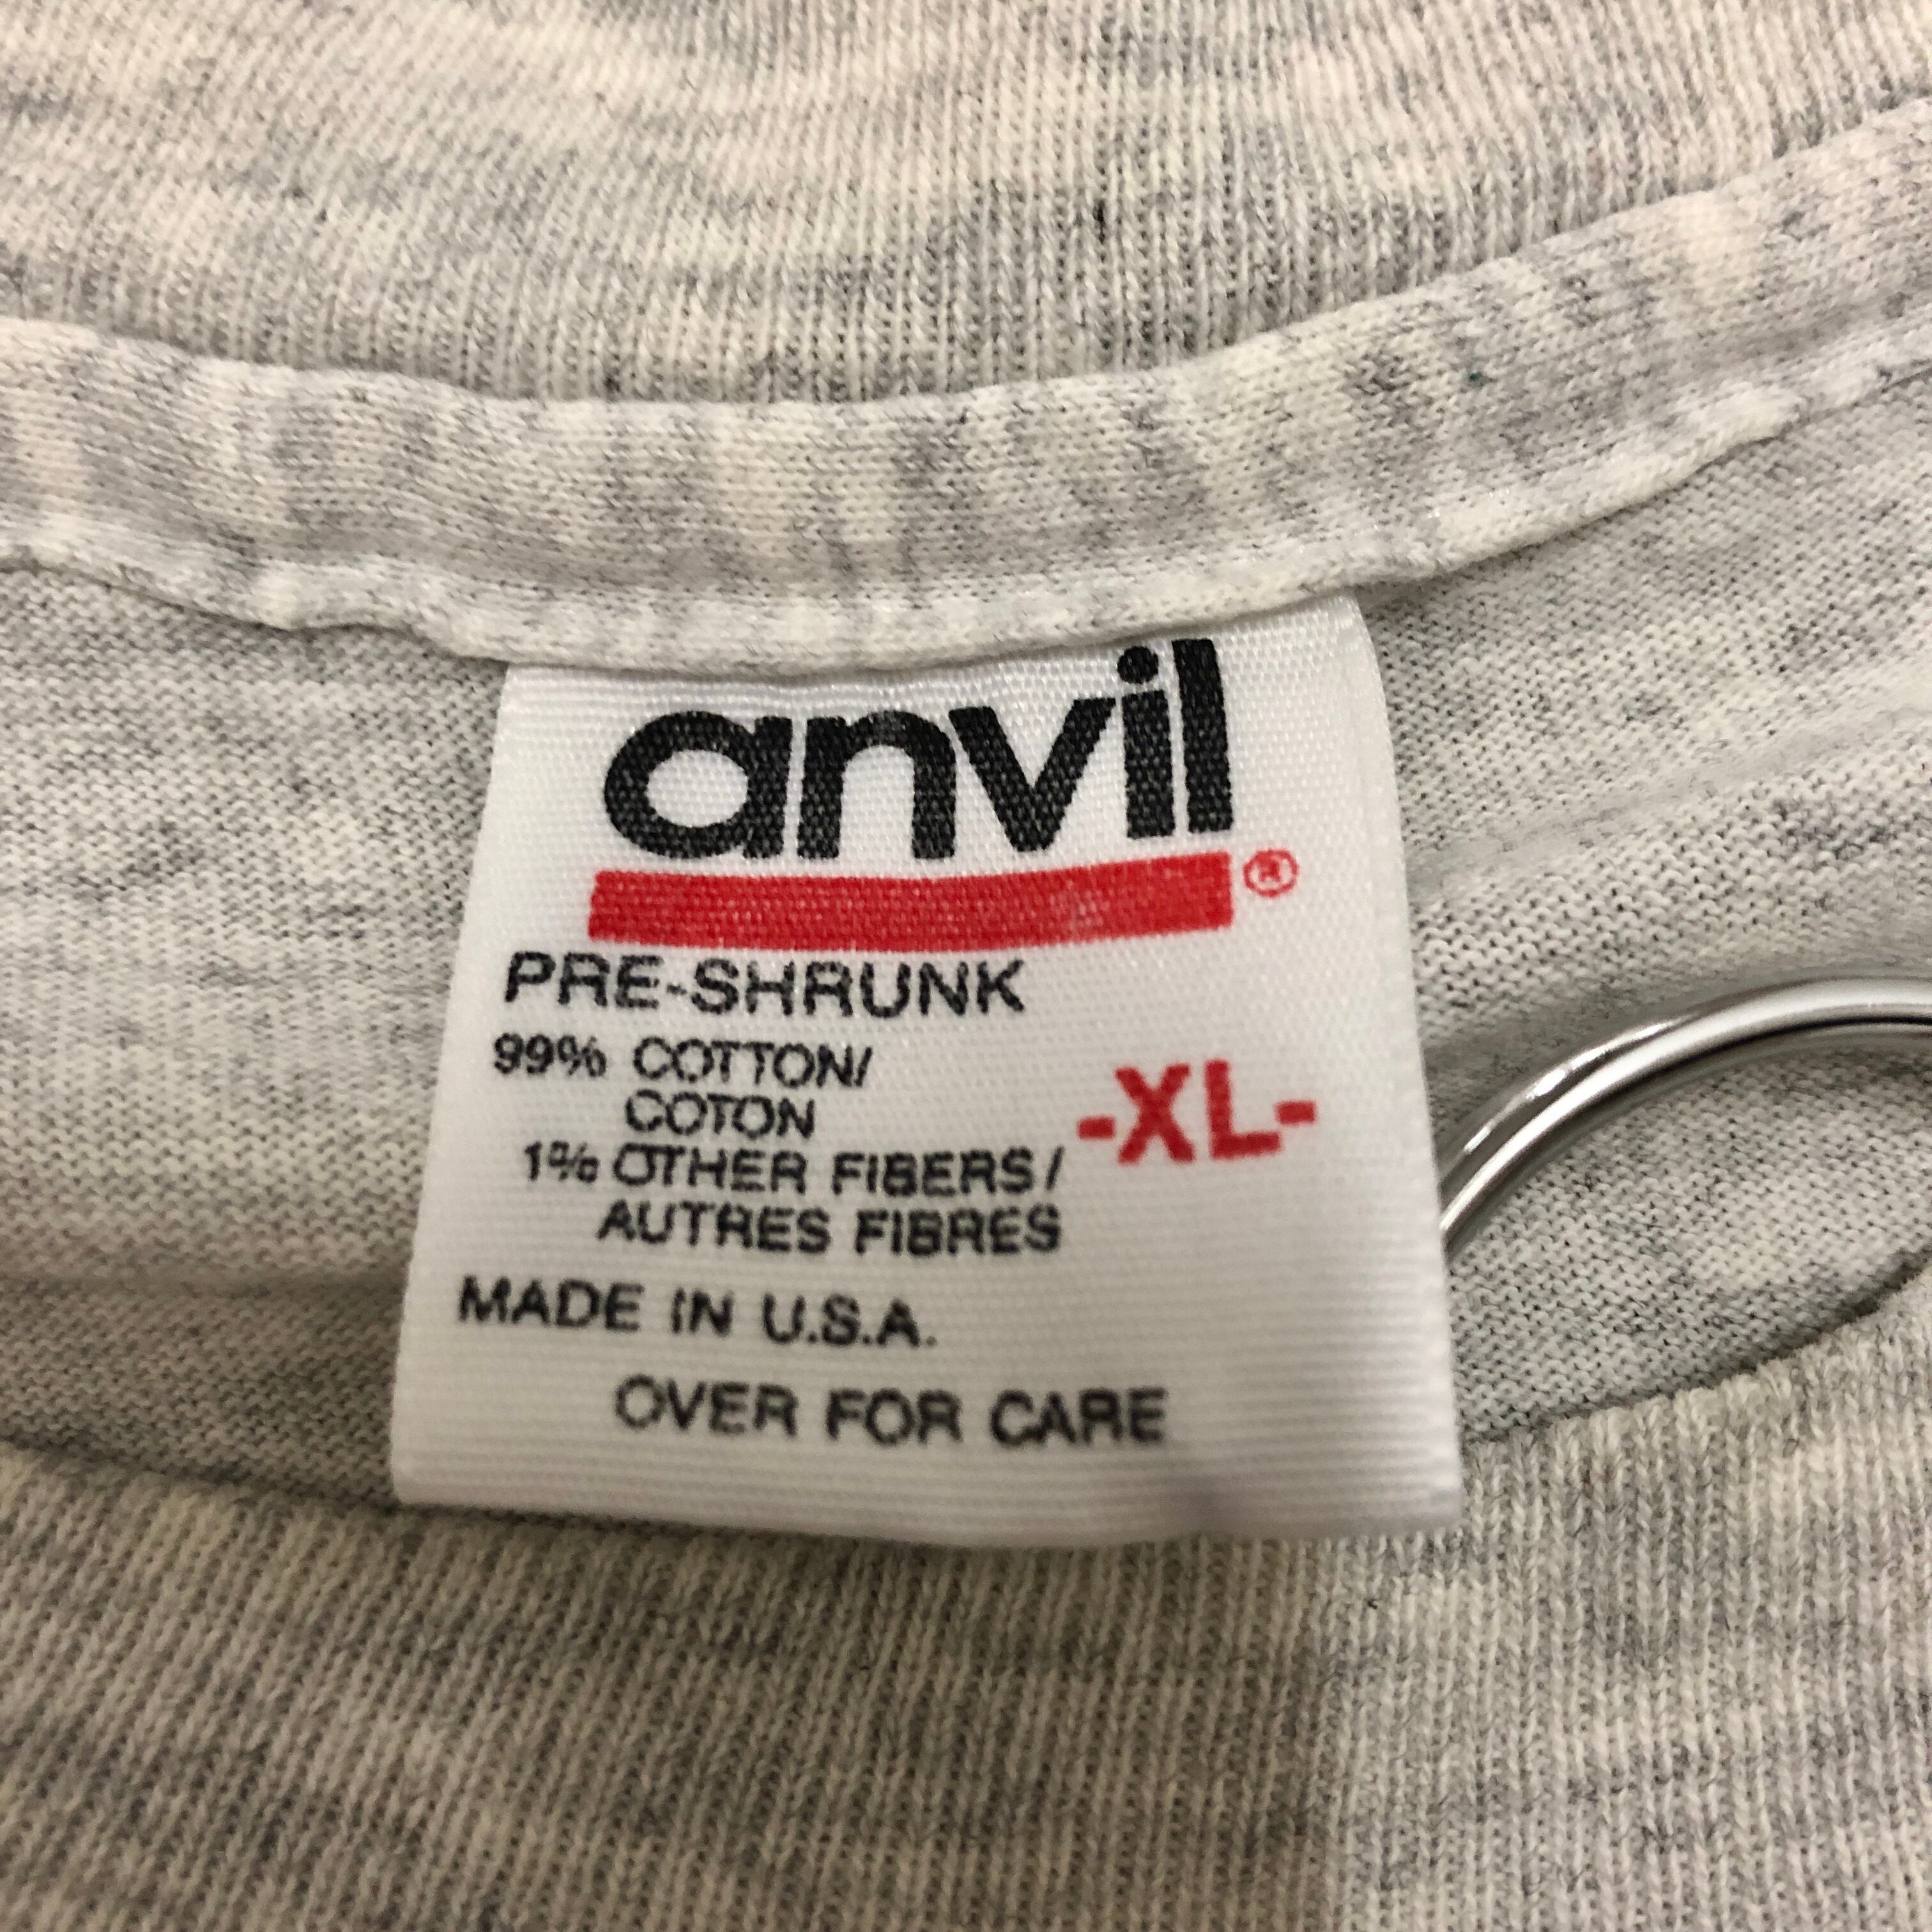 anvil®
PRE-SHRUNK
99% COTTON/
COTON
-XL-
1% OTHER FIBERS/
AUTRES FIBRES
MADE IN U.S.A.
OVER FOR CARE